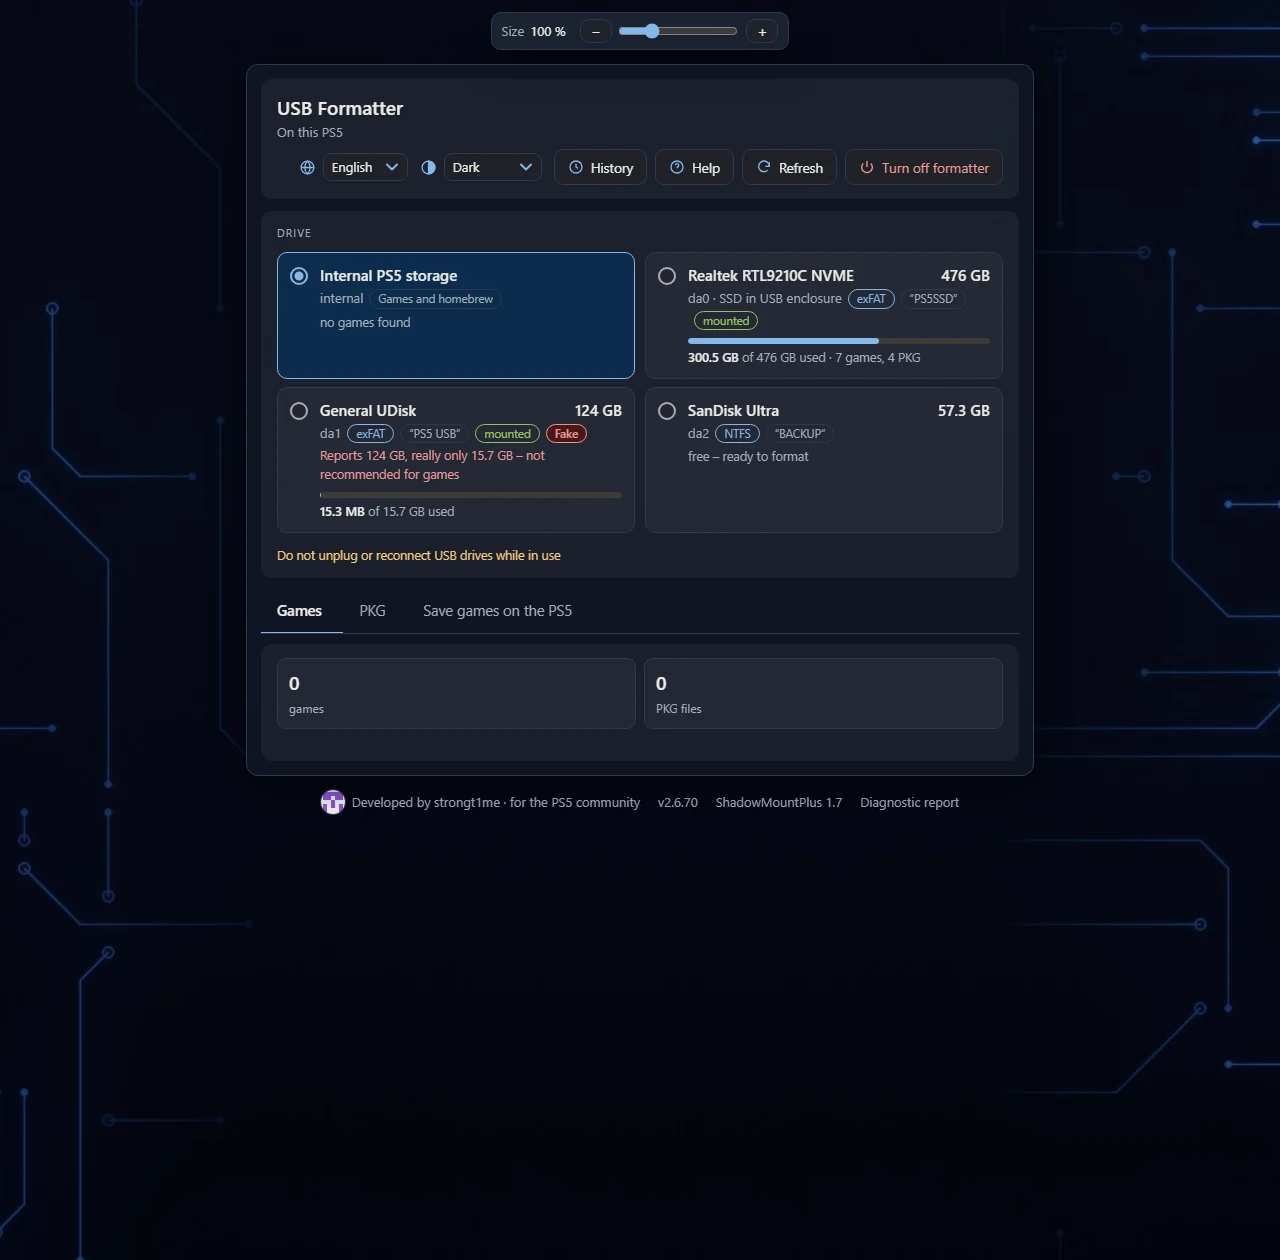 Size 100 % − +
USB Formatter
On this PS5
English Dark History Help Refresh Turn off formatter
DRIVE
Internal PS5 storage
internal Games and homebrew
no games found
Realtek RTL9210C NVME 476 GB
da0 · SSD in USB enclosure exFAT “PS5SSD”
mounted
300.5 GB of 476 GB used · 7 games, 4 PKG
General UDisk 124 GB
da1 exFAT “PS5 USB” mounted Fake
Reports 124 GB, really only 15.7 GB – not
recommended for games
15.3 MB of 15.7 GB used
SanDisk Ultra 57.3 GB
da2 NTFS “BACKUP”
free – ready to format
Do not unplug or reconnect USB drives while in use
Games PKG Save games on the PS5
0
games
0
PKG files
Developed by strongt1me · for the PS5 community v2.6.70 ShadowMountPlus 1.7 Diagnostic report